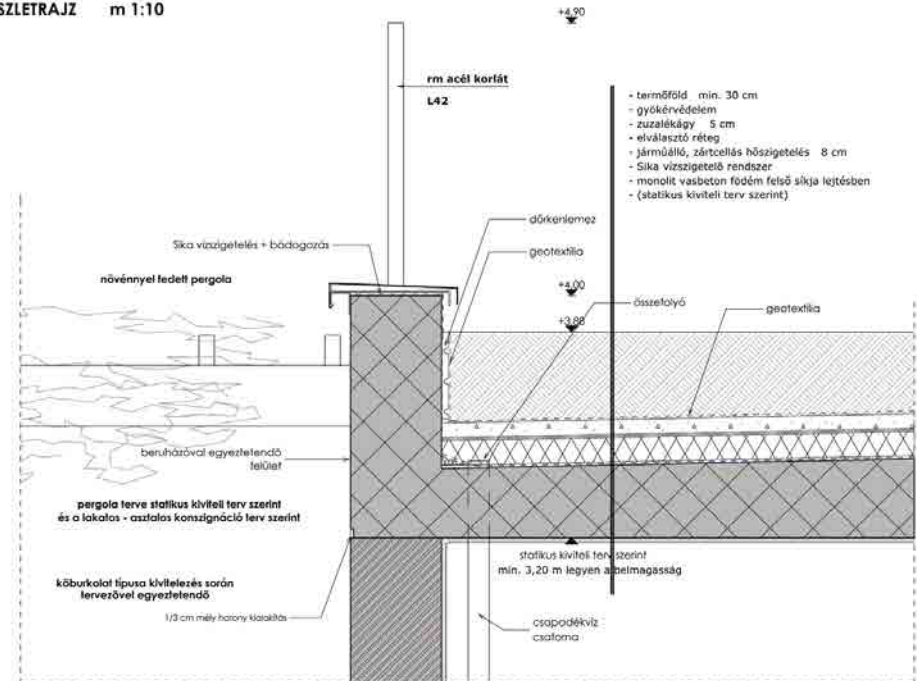 SZLETRAJZ m 1:10
+4,90
rm acél korlát
L42
- termőföld min. 30 cm
- gyökérvédelem
- zuzalékágy 5 cm
- elválasztó réteg
- járműálló, zártcellás hőszigetelés 8 cm
- Sika vízszigetelő rendszer
- monolit vasbeton födém felső síkja lejtésben
- (statikus kiviteli terv szerint)
dörkenlemez
Sika vízszigetelés + bádogozás
geotextília
növénnyel fedett pergola
+4,00
összefolyó
geotextília
+3,88
beruházóval egyeztetendő
felület
pergola terve statikus kiviteli terv szerint
és a lakatos - asztalos konszignáció terv szerint
statikus kiviteli terv szerint
min. 3,20 m legyen a belmagasság
kőburkolat típusa kivitelezés során
tervezővel egyeztetendő
1/3 cm mély horony kialakítás
csapadékvíz
csatorna